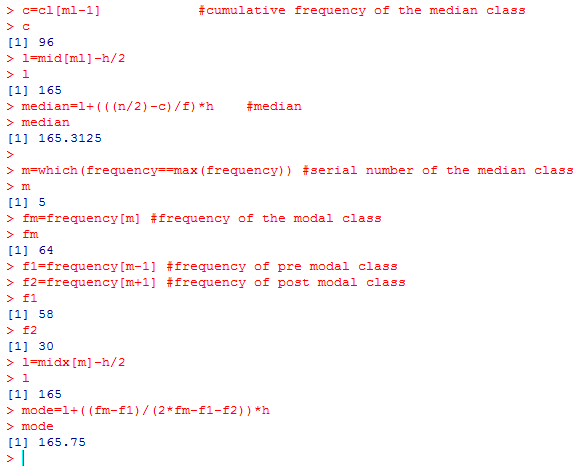 > c=cl[ml-1]             #cumulative frequency of the median class
> c
[1] 96
> l=mid[ml]-h/2
> l
[1] 165
> median=l+(((n/2)-c)/f)*h    #median
> median
[1] 165.3125
>
> m=which(frequency==max(frequency)) #serial number of the median class
> m
[1] 5
> fm=frequency[m] #frequency of the modal class
> fm
[1] 64
> f1=frequency[m-1] #frequency of pre modal class
> f2=frequency[m+1] #frequency of post modal class
> f1
[1] 58
> f2
[1] 30
> l=midx[m]-h/2
> l
[1] 165
> mode=l+((fm-f1)/(2*fm-f1-f2))*h
> mode
[1] 165.75
>